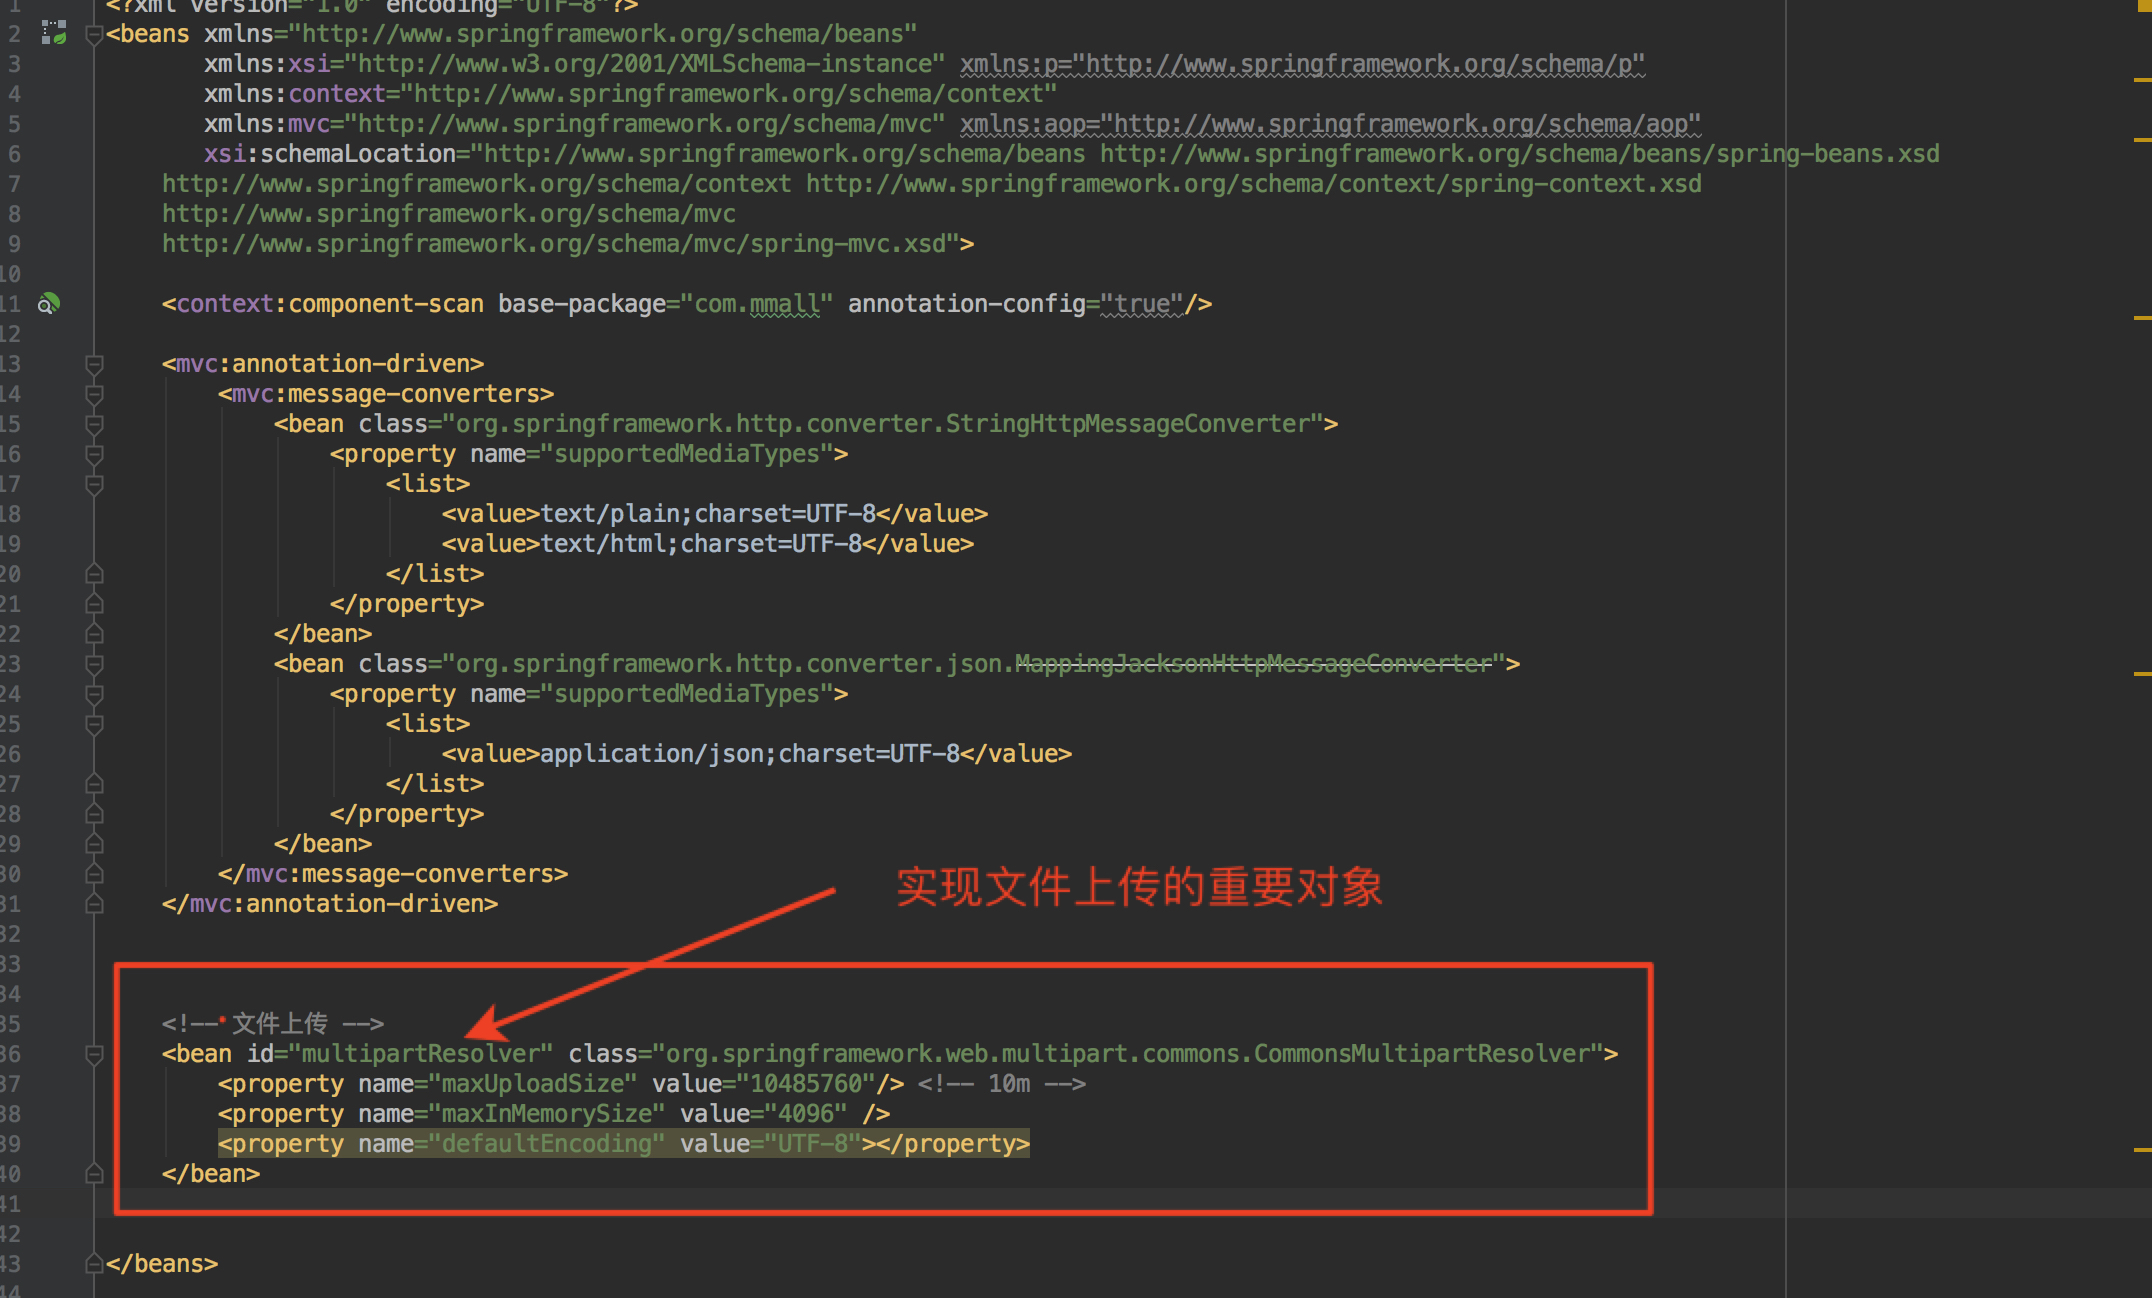 1 <?xml version="1.0" encoding="UTF-8"?>
2 <beans xmlns="http://www.springframework.org/schema/beans"
3 xmlns:xsi="http://www.w3.org/2001/XMLSchema-instance" xmlns:p="http://www.springframework.org/schema/p"
4 xmlns:context="http://www.springframework.org/schema/context"
5 xmlns:mvc="http://www.springframework.org/schema/mvc" xmlns:aop="http://www.springframework.org/schema/aop"
6 xsi:schemaLocation="http://www.springframework.org/schema/beans http://www.springframework.org/schema/beans/spring-beans.xsd
7 http://www.springframework.org/schema/context http://www.springframework.org/schema/context/spring-context.xsd
8 http://www.springframework.org/schema/mvc
9 http://www.springframework.org/schema/mvc/spring-mvc.xsd">
10
11 <context:component-scan base-package="com.mmall" annotation-config="true"/>
12
13 <mvc:annotation-driven>
14 <mvc:message-converters>
15 <bean class="org.springframework.http.converter.StringHttpMessageConverter">
16 <property name="supportedMediaTypes">
17 <list>
18 <value>text/plain;charset=UTF-8</value>
19 <value>text/html;charset=UTF-8</value>
20 </list>
21 </property>
22 </bean>
23 <bean class="org.springframework.http.converter.json.MappingJacksonHttpMessageConverter">
24 <property name="supportedMediaTypes">
25 <list>
26 <value>application/json;charset=UTF-8</value>
27 </list>
28 </property>
29 </bean>
30 </mvc:message-converters>
实现文件上传的重要对象
31 </mvc:annotation-driven>
32
33
34
35 <!-- 文件上传 -->
36 <bean id="multipartResolver" class="org.springframework.web.multipart.commons.CommonsMultipartResolver">
37 <property name="maxUploadSize" value="10485760"/> <!-- 10m -->
38 <property name="maxInMemorySize" value="4096" />
39 <property name="defaultEncoding" value="UTF-8"></property>
40 </bean>
41
42
43 </beans>
44